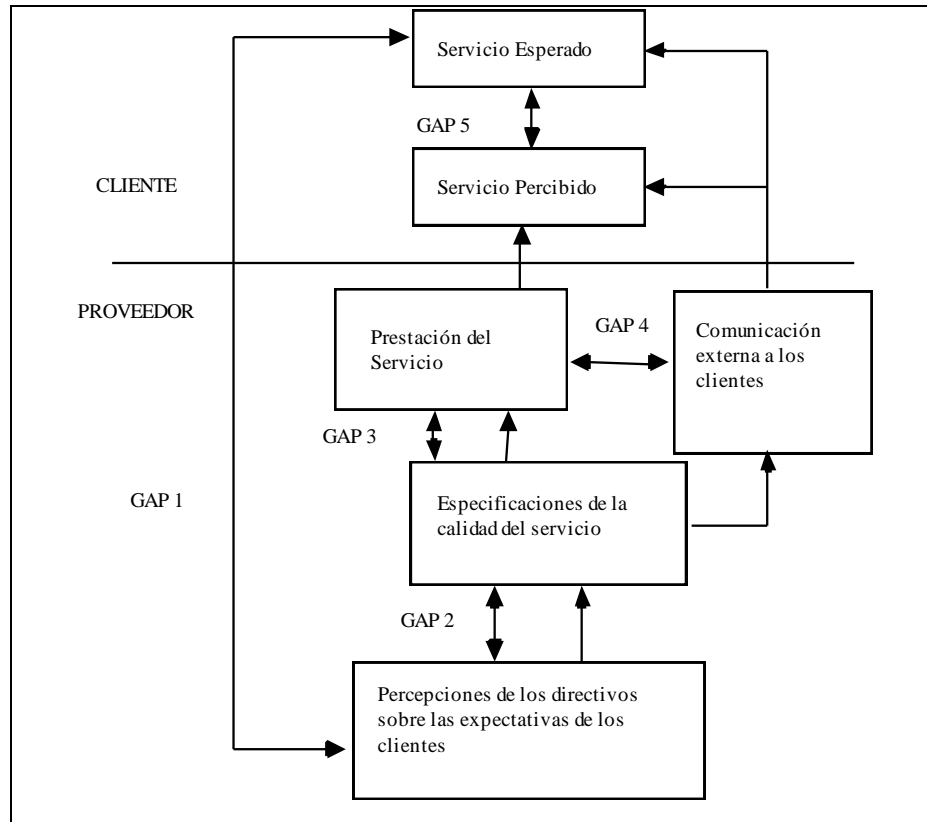 Servicio Esperado
GAP 5
CLIENTE
Servicio Percibido
PROVEEDOR
Prestación del
Servicio
GAP 4
Comunicación
externa a los
clientes
GAP 3
GAP 1
Especificaciones de la
calidad del servicio
GAP 2
Percepciones de los directivos
sobre las expectativas de los
clientes